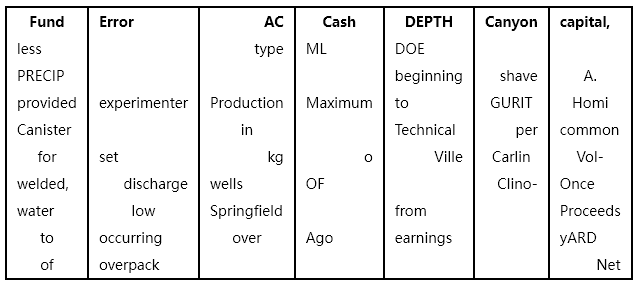 Fund Error AC Cash DEPTH Canyon capital,
less type ML DOE
PRECIP beginning shave A.
provided experimenter Production Maximum to GURIT Homi
Canister in Technical per common
for set kg o Ville Carlin Vol-
welded, discharge wells OF Clino- Once
water low Springfield from Proceeds
to occurring over Ago earnings yARD
of overpack Net